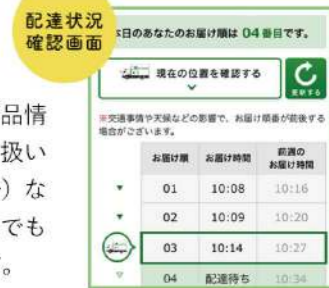 配達状況
確認画面
本日のあなたのお届け順は 04 番目です。
現在の位置を確認する
更新する
※交通事情や天候などの影響で、お届け順番が前後する
場合がございます。
お届け順 お届け時間 前週の
お届け時間
01 10:08 10:16
02 10:09 10:20
03 10:14 10:27
04 配達待ち 10:34
品情
扱い
）な
でも
。